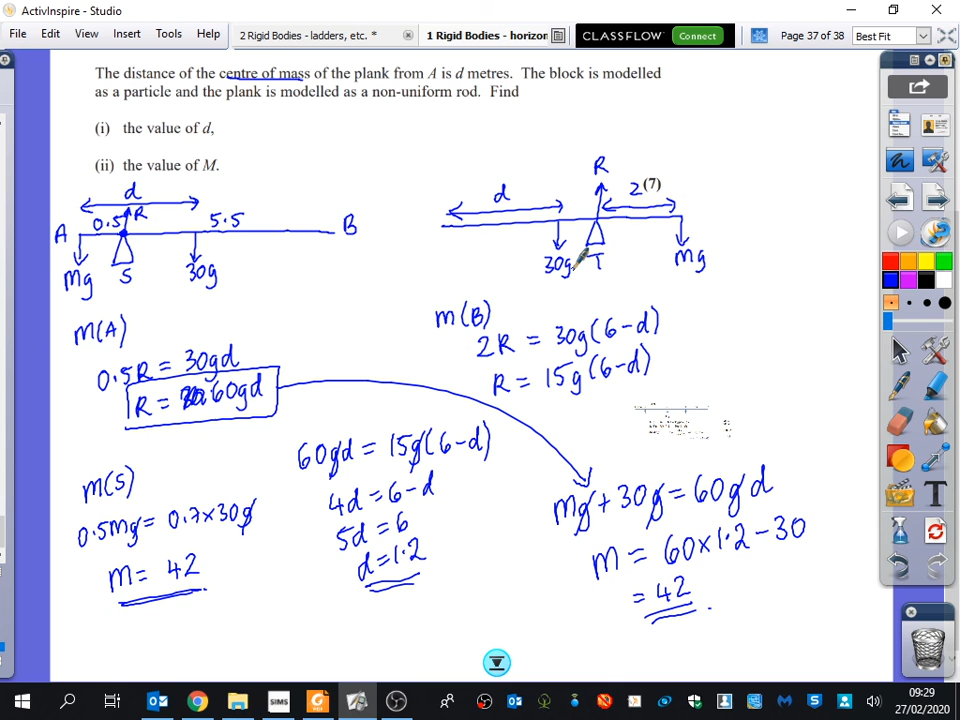 ActivInspire - Studio
File Edit View Insert Tools Help
2 Rigid Bodies - ladders, etc. *
1 Rigid Bodies - horizon
CLASSFLOW Connect
Page 37 of 38
Best Fit
The distance of the centre of mass of the plank from A is d metres. The block is modelled
as a particle and the plank is modelled as a non-uniform rod. Find
(i) the value of d,
(ii) the value of M.
(7)
d
0.5 R 5.5
A B
Mg S 30g
R
d 2
30g T Mg
M(A)
0.5R = 30gd
R = 60gd
M(B)
2R = 30g(6-d)
R = 15g(6-d)
60gd = 15g(6-d)
4d = 6-d
5d = 6
d = 1.2
M(S)
0.5Mg = 0.7×30g
M = 42
Mg + 30g = 60gd
M = 60×1.2-30
= 42
SIMS
09:29
27/02/2020